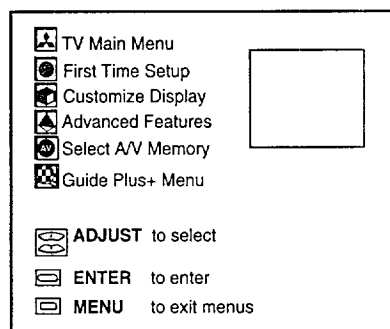 TV Main Menu
First Time Setup
Customize Display
Advanced Features
Select A/V Memory
Guide Plus+ Menu
ADJUST to select
ENTER to enter
MENU to exit menus